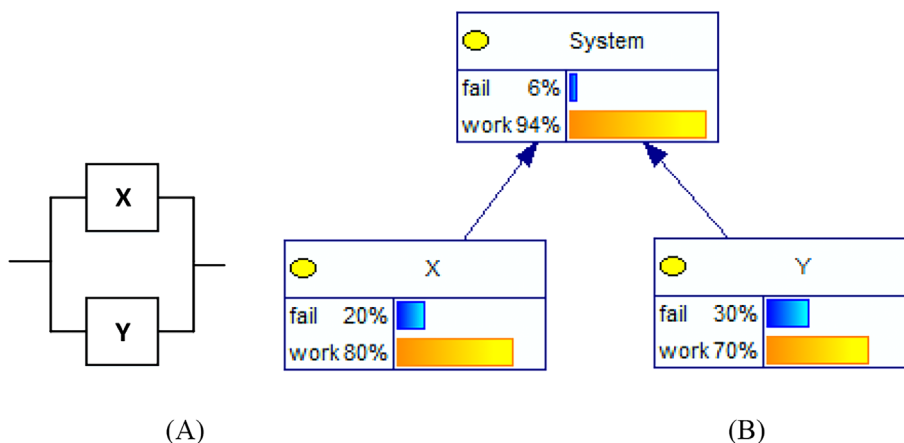 System
fail 6%
work 94%
X
Y
X
fail 20%
work 80%
Y
fail 30%
work 70%
(A)
(B)